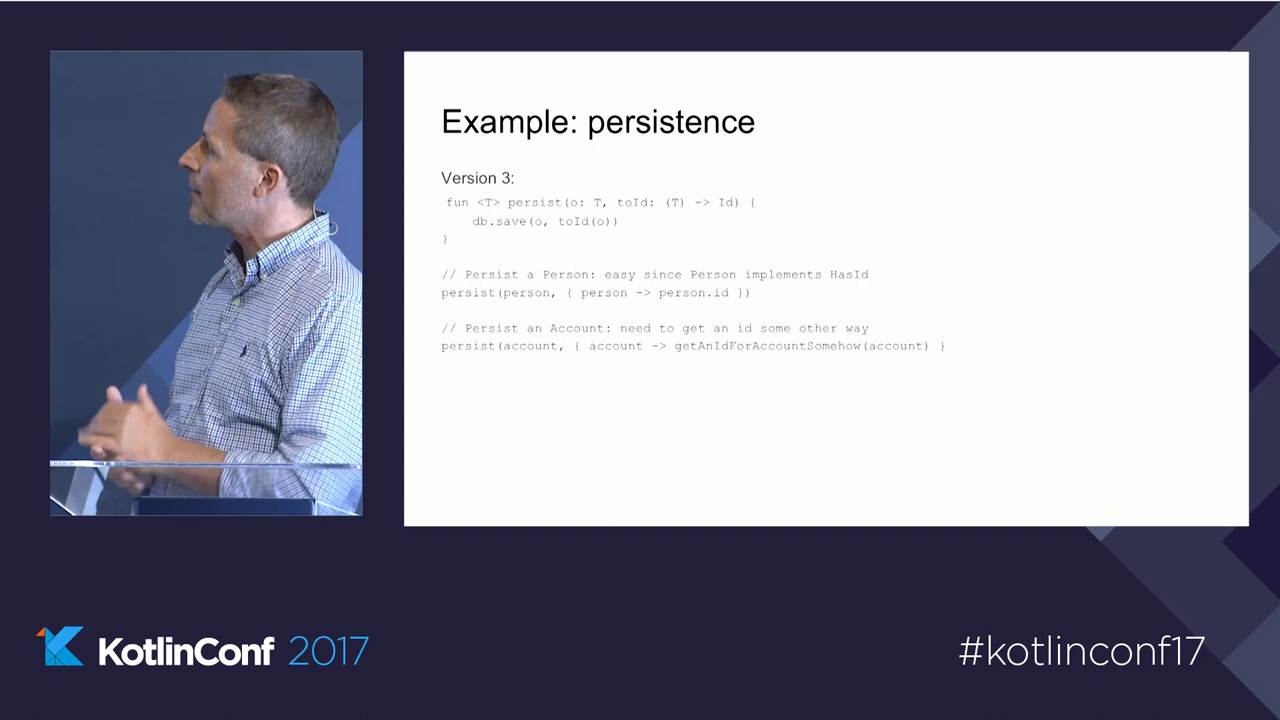 Example: persistence
Version 3:
fun <T> persist(o: T, toId: (T) -> Id) {
    db.save(o, toId(o))
}
// Persist a Person: easy since Person implements HasId
persist(person, { person -> person.id })
// Persist an Account: need to get an id some other way
persist(account, { account -> getAnIdForAccountSomehow(account) }
KotlinConf 2017
#kotlinconf17